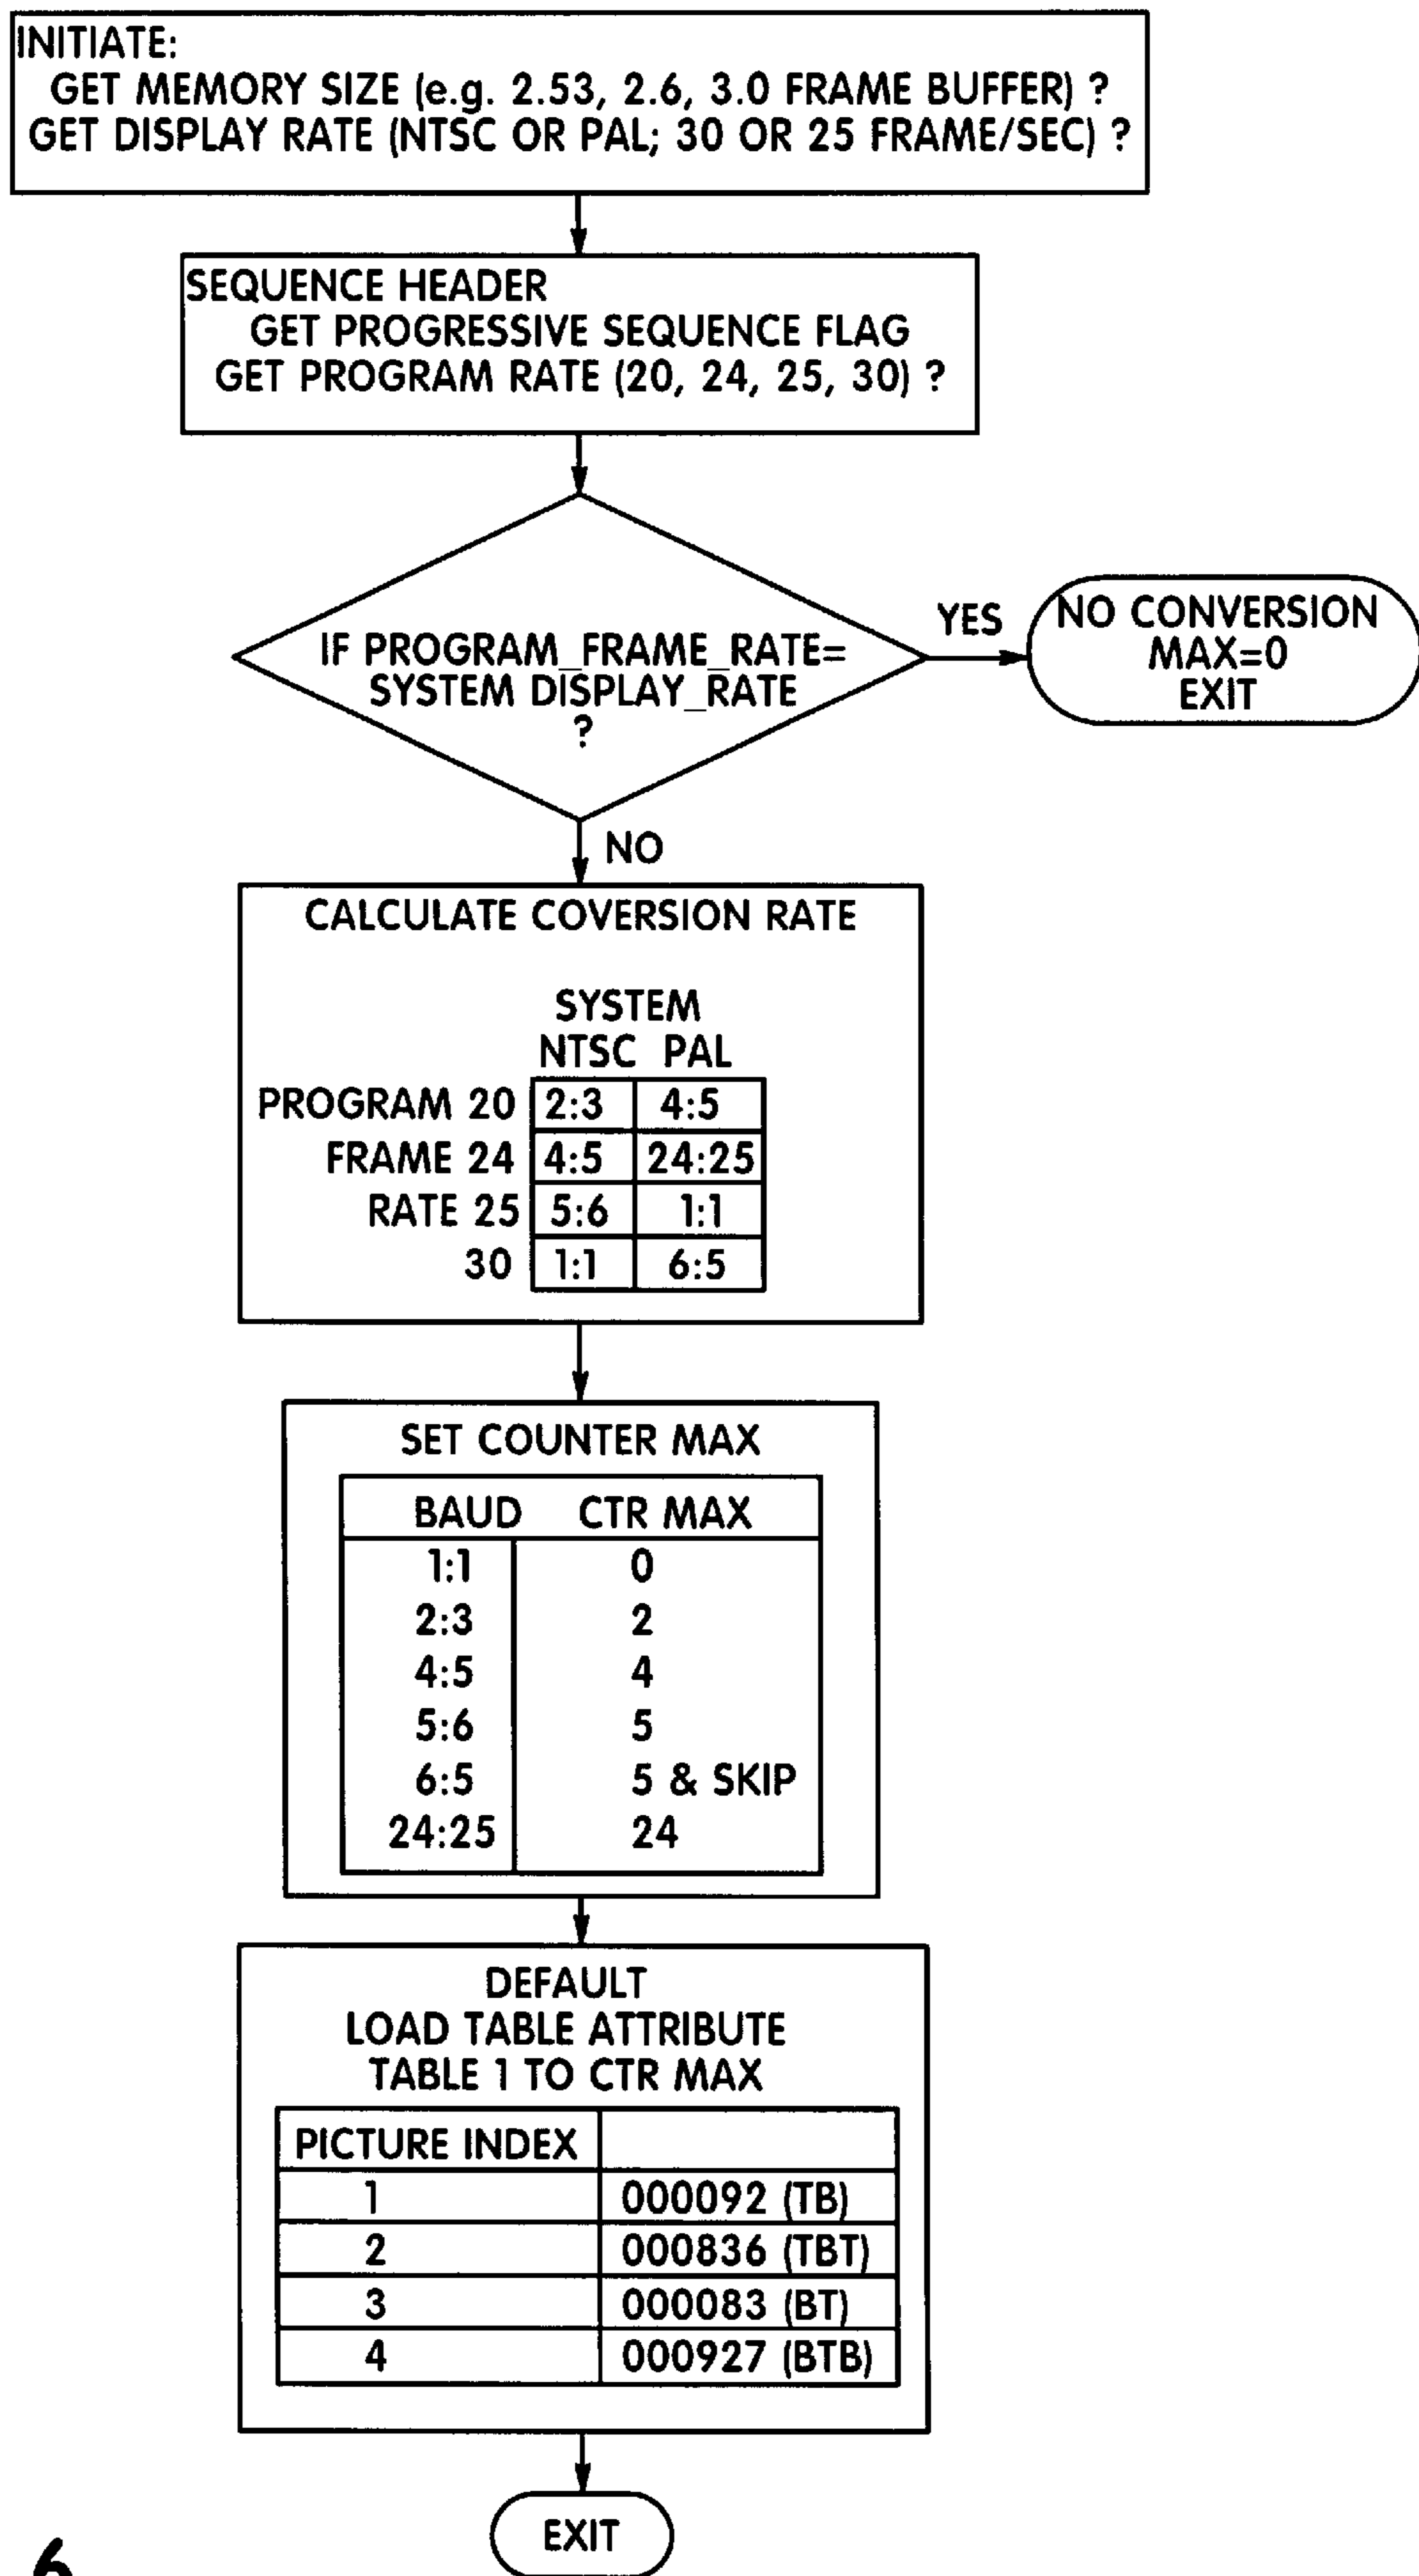 INITIATE:
GET MEMORY SIZE (e.g. 2.53, 2.6, 3.0 FRAME BUFFER) ?
GET DISPLAY RATE (NTSC OR PAL; 30 OR 25 FRAME/SEC) ?
SEQUENCE HEADER
GET PROGRESSIVE SEQUENCE FLAG
GET PROGRAM RATE (20, 24, 25, 30) ?
IF PROGRAM_FRAME_RATE=
SYSTEM DISPLAY_RATE
?
YES
NO CONVERSION
MAX=0
EXIT
NO
CALCULATE COVERSION RATE
SYSTEM
NTSC PAL
PROGRAM 20 2:3 4:5
FRAME 24 4:5 24:25
RATE 25 5:6 1:1
30 1:1 6:5
SET COUNTER MAX
BAUD CTR MAX
1:1 0
2:3 2
4:5 4
5:6 5
6:5 5 & SKIP
24:25 24
DEFAULT
LOAD TABLE ATTRIBUTE
TABLE 1 TO CTR MAX
PICTURE INDEX
1 000092 (TB)
2 000836 (TBT)
3 000083 (BT)
4 000927 (BTB)
EXIT
6